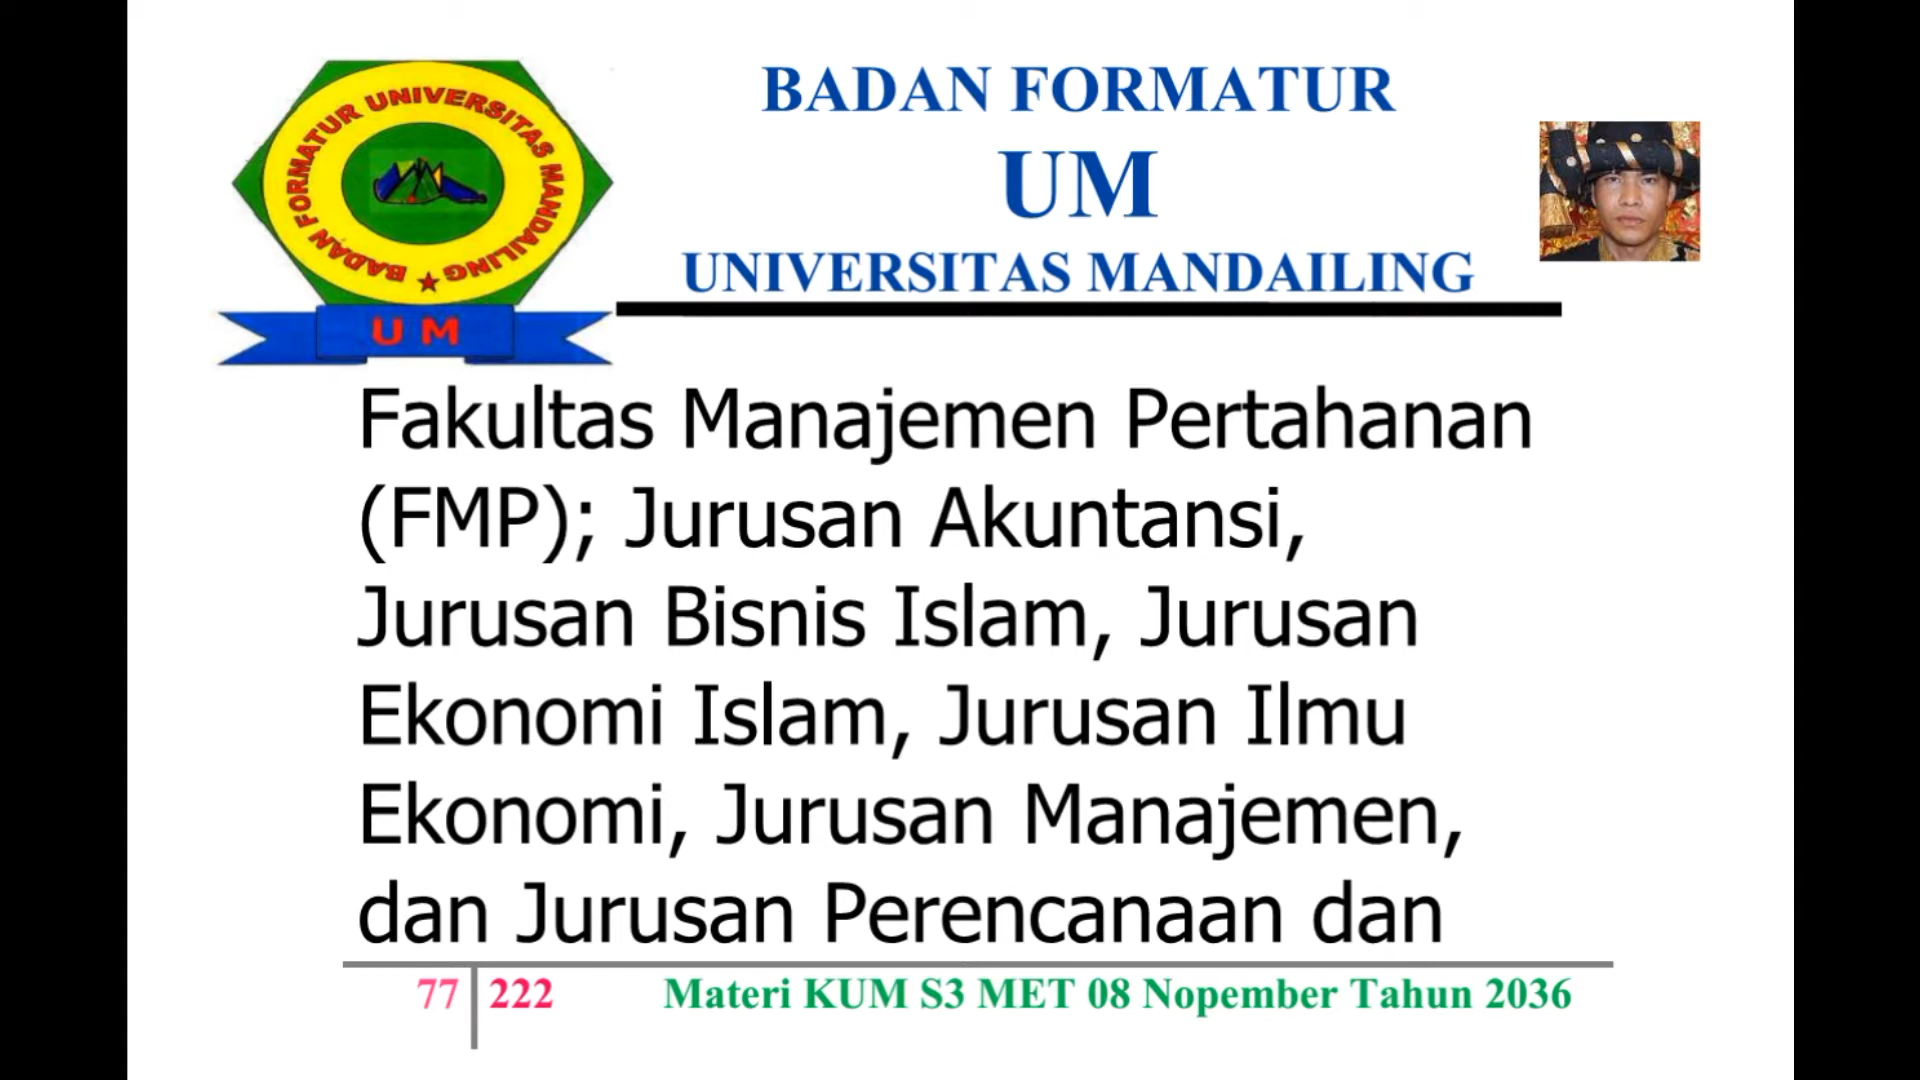 BADAN FORMATUR UNIVERSITAS MANDAILING
U M
BADAN FORMATUR
UM
UNIVERSITAS MANDAILING
Fakultas Manajemen Pertahanan
(FMP); Jurusan Akuntansi,
Jurusan Bisnis Islam, Jurusan
Ekonomi Islam, Jurusan Ilmu
Ekonomi, Jurusan Manajemen,
dan Jurusan Perencanaan dan
77 222 Materi KUM S3 MET 08 Nopember Tahun 2036